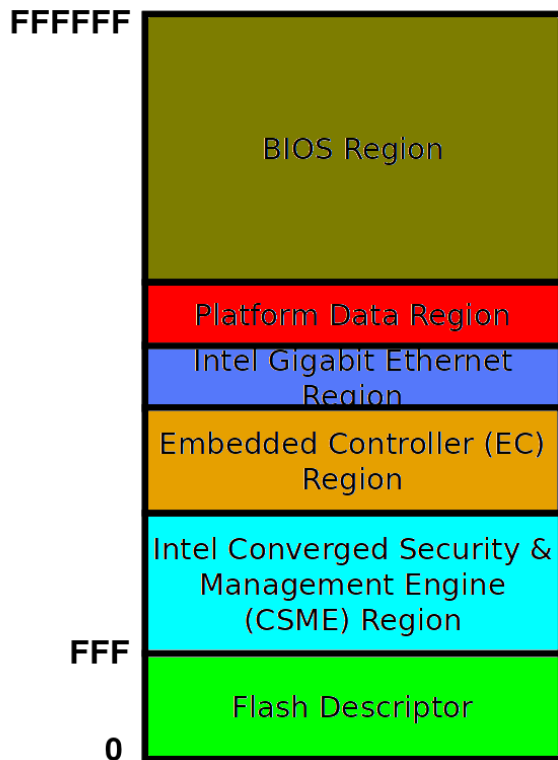 FFFFFF
BIOS Region
Platform Data Region
Intel Gigabit Ethernet
Region
Embedded Controller (EC)
Region
Intel Converged Security &
Management Engine
(CSME) Region
FFF
Flash Descriptor
0